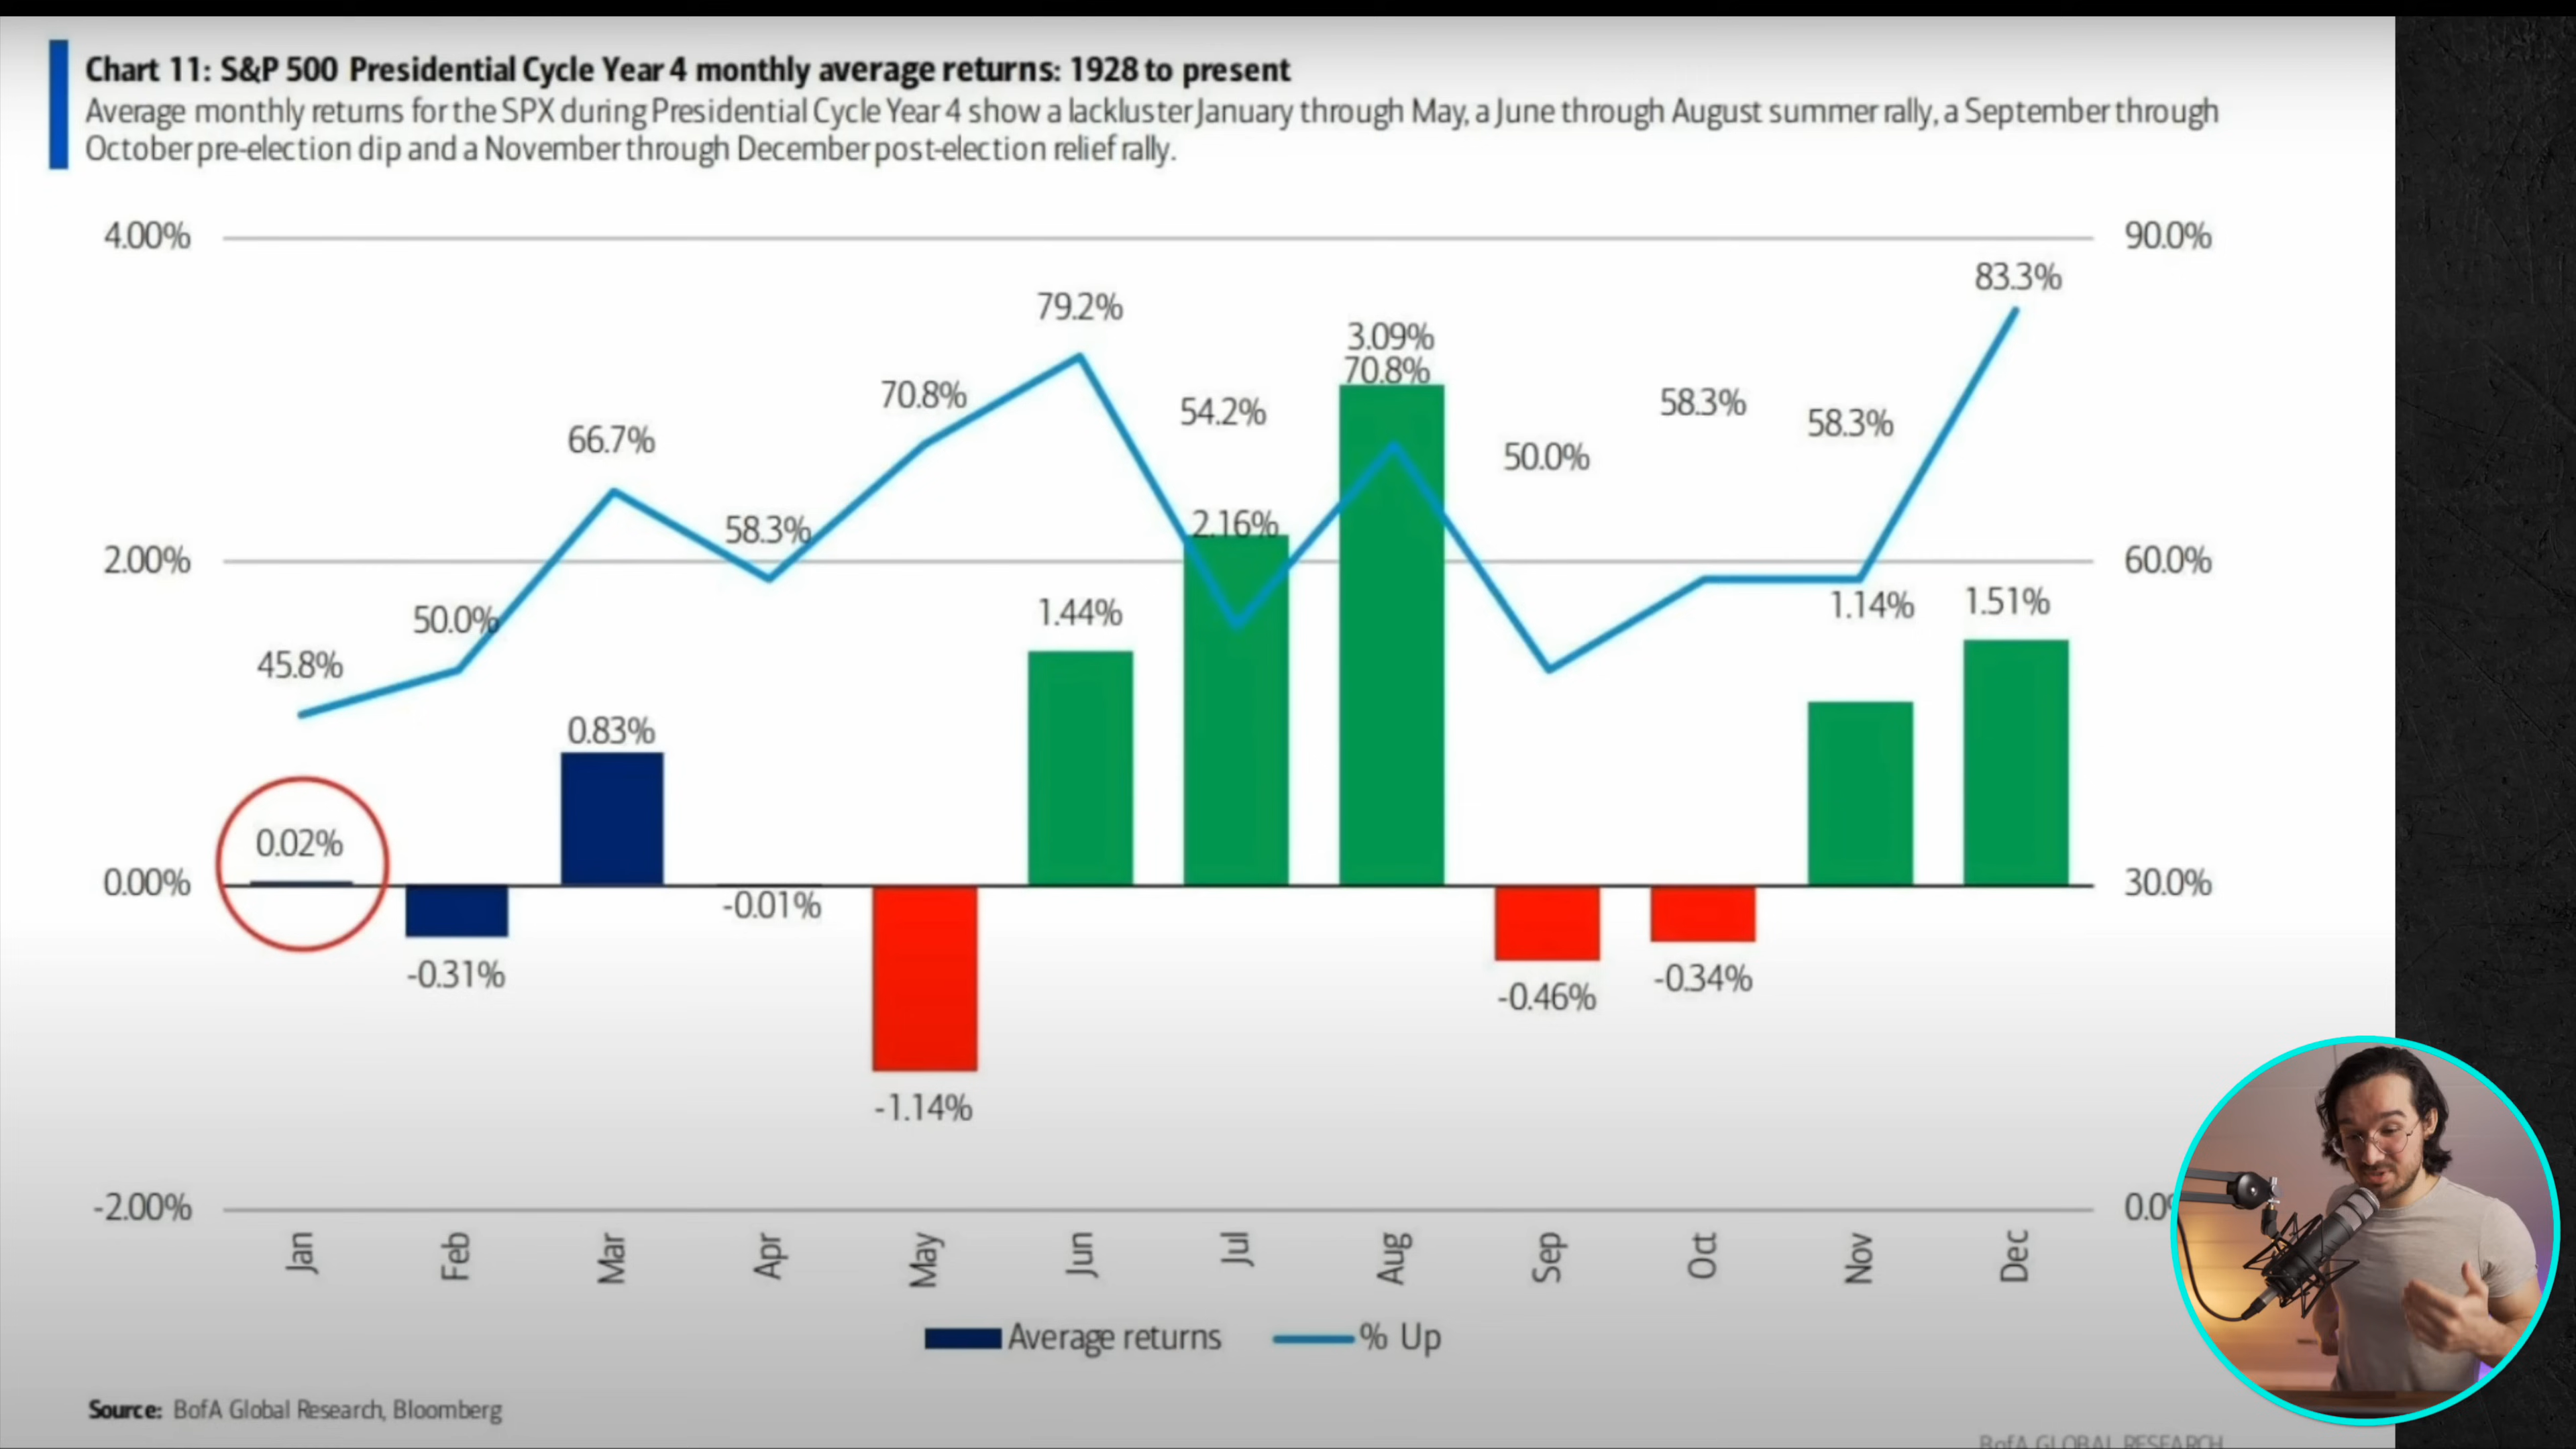 Chart 11: S&P 500 Presidential Cycle Year 4 monthly average returns: 1928 to present
Average monthly returns for the SPX during Presidential Cycle Year 4 show a lackluster January through May, a June through August summer rally, a September through
October pre-election dip and a November through December post-election relief rally.
4.00%
90.0%
83.3%
79.2%
3.09%
70.8%
70.8%
54.2%
58.3%
58.3%
66.7%
50.0%
58.3%
2.16%
2.00%
60.0%
1.44%
1.14%
1.51%
50.0%
45.8%
0.83%
0.02%
0.00%
30.0%
-0.01%
-0.31%
-0.46%
-0.34%
-1.14%
-2.00%
Jan
Feb
Mar
Apr
May
Jun
Jul
Aug
Sep
Oct
Nov
Dec
Average returns
% Up
Source: BofA Global Research, Bloomberg
BofA GLOBAL RESEARCH